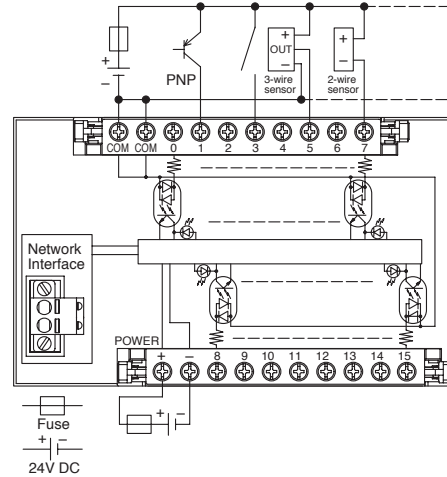 +
−
PNP
+
OUT
−
3-wire
sensor
+
−
2-wire
sensor
COM COM 0 1 2 3 4 5 6 7
Network
Interface
POWER
+ − 8 9 10 11 12 13 14 15
+ −
Fuse
+ −
24V DC